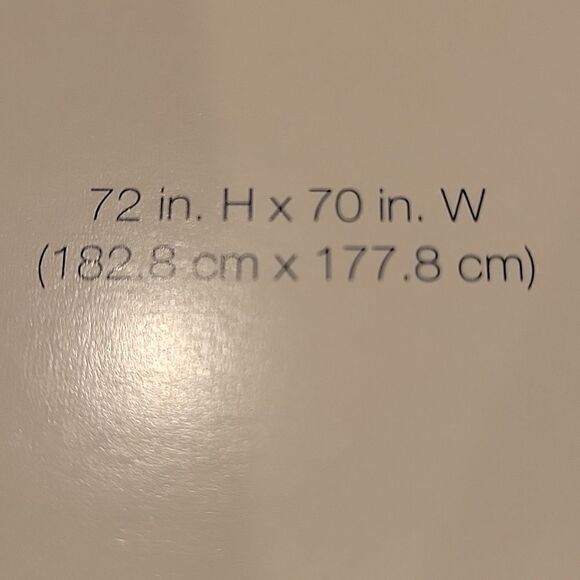 72 in. H x 70 in. W
(182.8 cm x 177.8 cm)